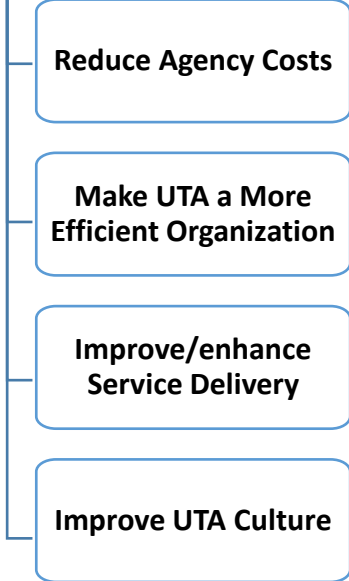 Reduce Agency Costs
Make UTA a More
Efficient Organization
Improve/enhance
Service Delivery
Improve UTA Culture